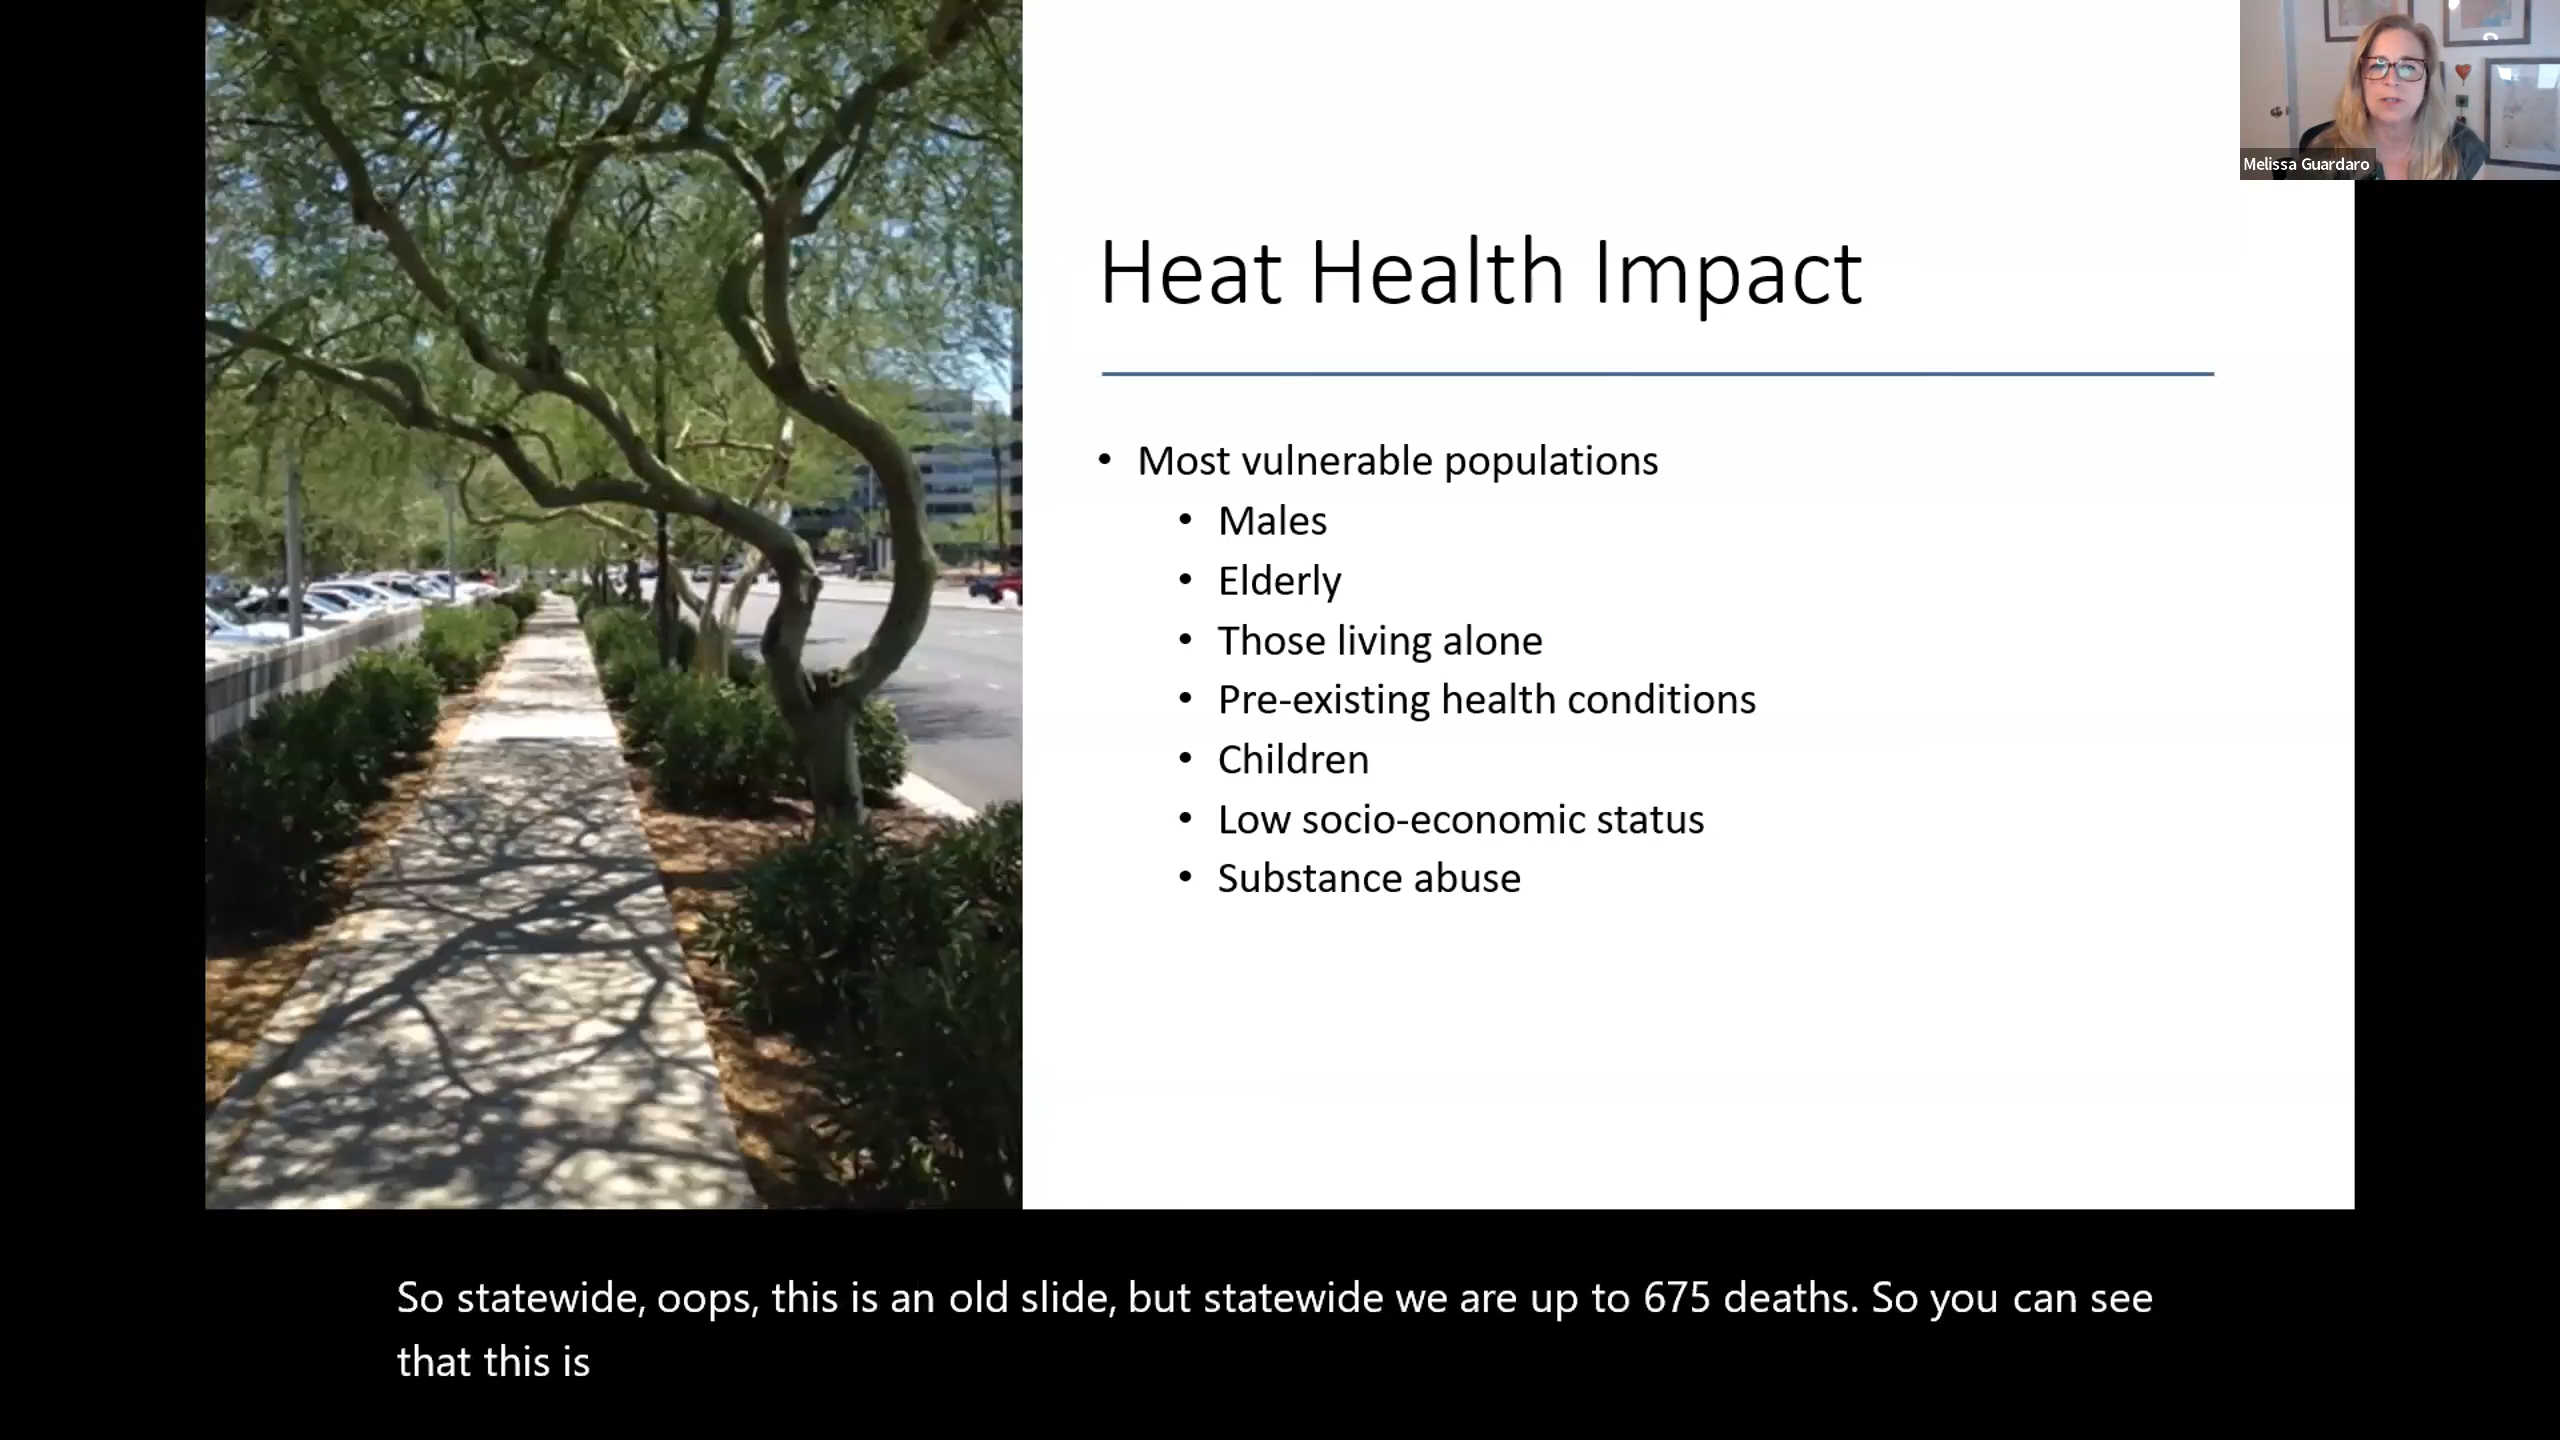 Melissa Guardaro
Heat Health Impact
• Most vulnerable populations
• Males
• Elderly
• Those living alone
• Pre-existing health conditions
• Children
• Low socio-economic status
• Substance abuse
So statewide, oops, this is an old slide, but statewide we are up to 675 deaths. So you can see
that this is